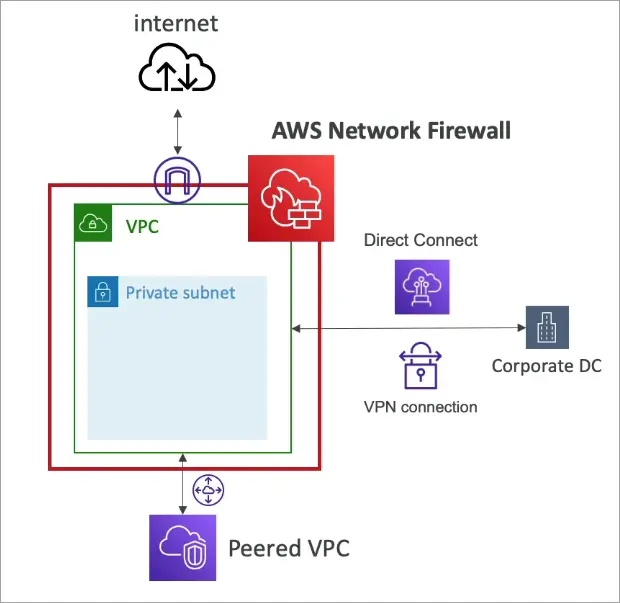 internet
AWS Network Firewall
VPC
Direct Connect
Private subnet
Corporate DC
VPN connection
Peered VPC